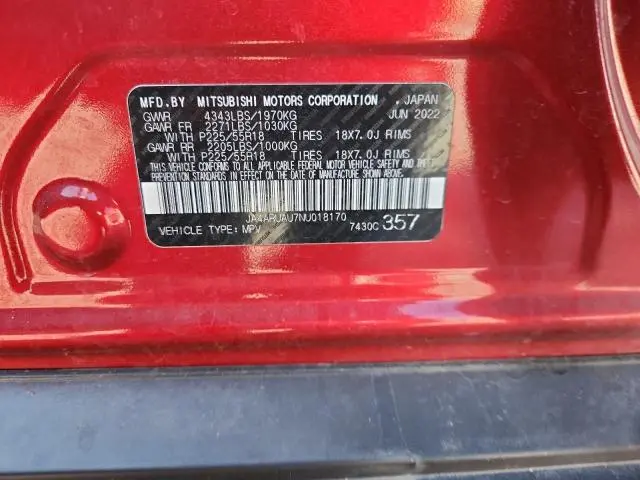 MFD.BY MITSUBISHI MOTORS CORPORATION , JAPAN
GVWR 4343LBS/1970KG JUN 2022
GAWR FR 2271LBS/1030KG
WITH P225/55R18 TIRES 18X7.0J RIMS
GAWR RR 2205LBS/1000KG
WITH P225/55R18 TIRES 18X7.0J RIMS
THIS VEHICLE CONFORMS TO ALL APPLICABLE FEDERAL MOTOR VEHICLE SAFETY AND THEFT PREVENTION STANDARDS IN EFFECT ON THE DATE OF MANUFACTURE SHOWN ABOVE.
JA4ARUAU7NU018170
VEHICLE TYPE: MPV 7430C 357